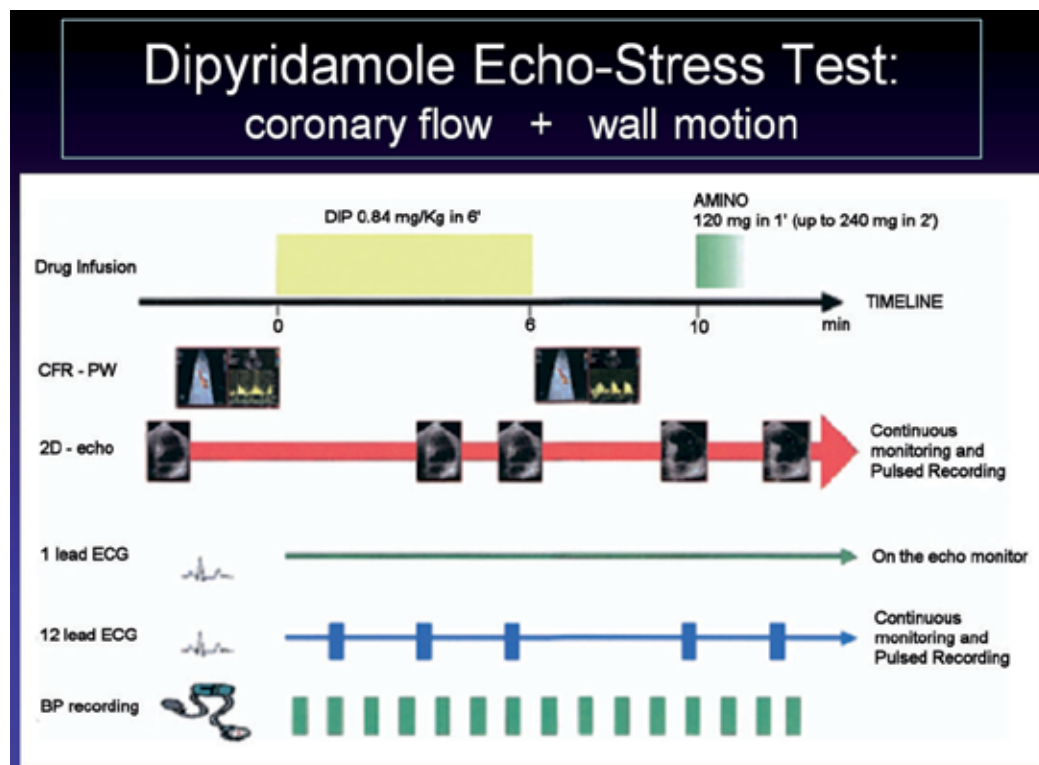 Dipyridamole Echo-Stress Test:
coronary flow + wall motion
DIP 0.84 mg/Kg in 6'
AMINO
120 mg in 1' (up to 240 mg in 2')
Drug Infusion
TIMELINE
0
6
10
min
CFR - PW
2D - echo
Continuous
monitoring and
Pulsed Recording
1 lead ECG
On the echo monitor
12 lead ECG
Continuous
monitoring and
Pulsed Recording
BP recording